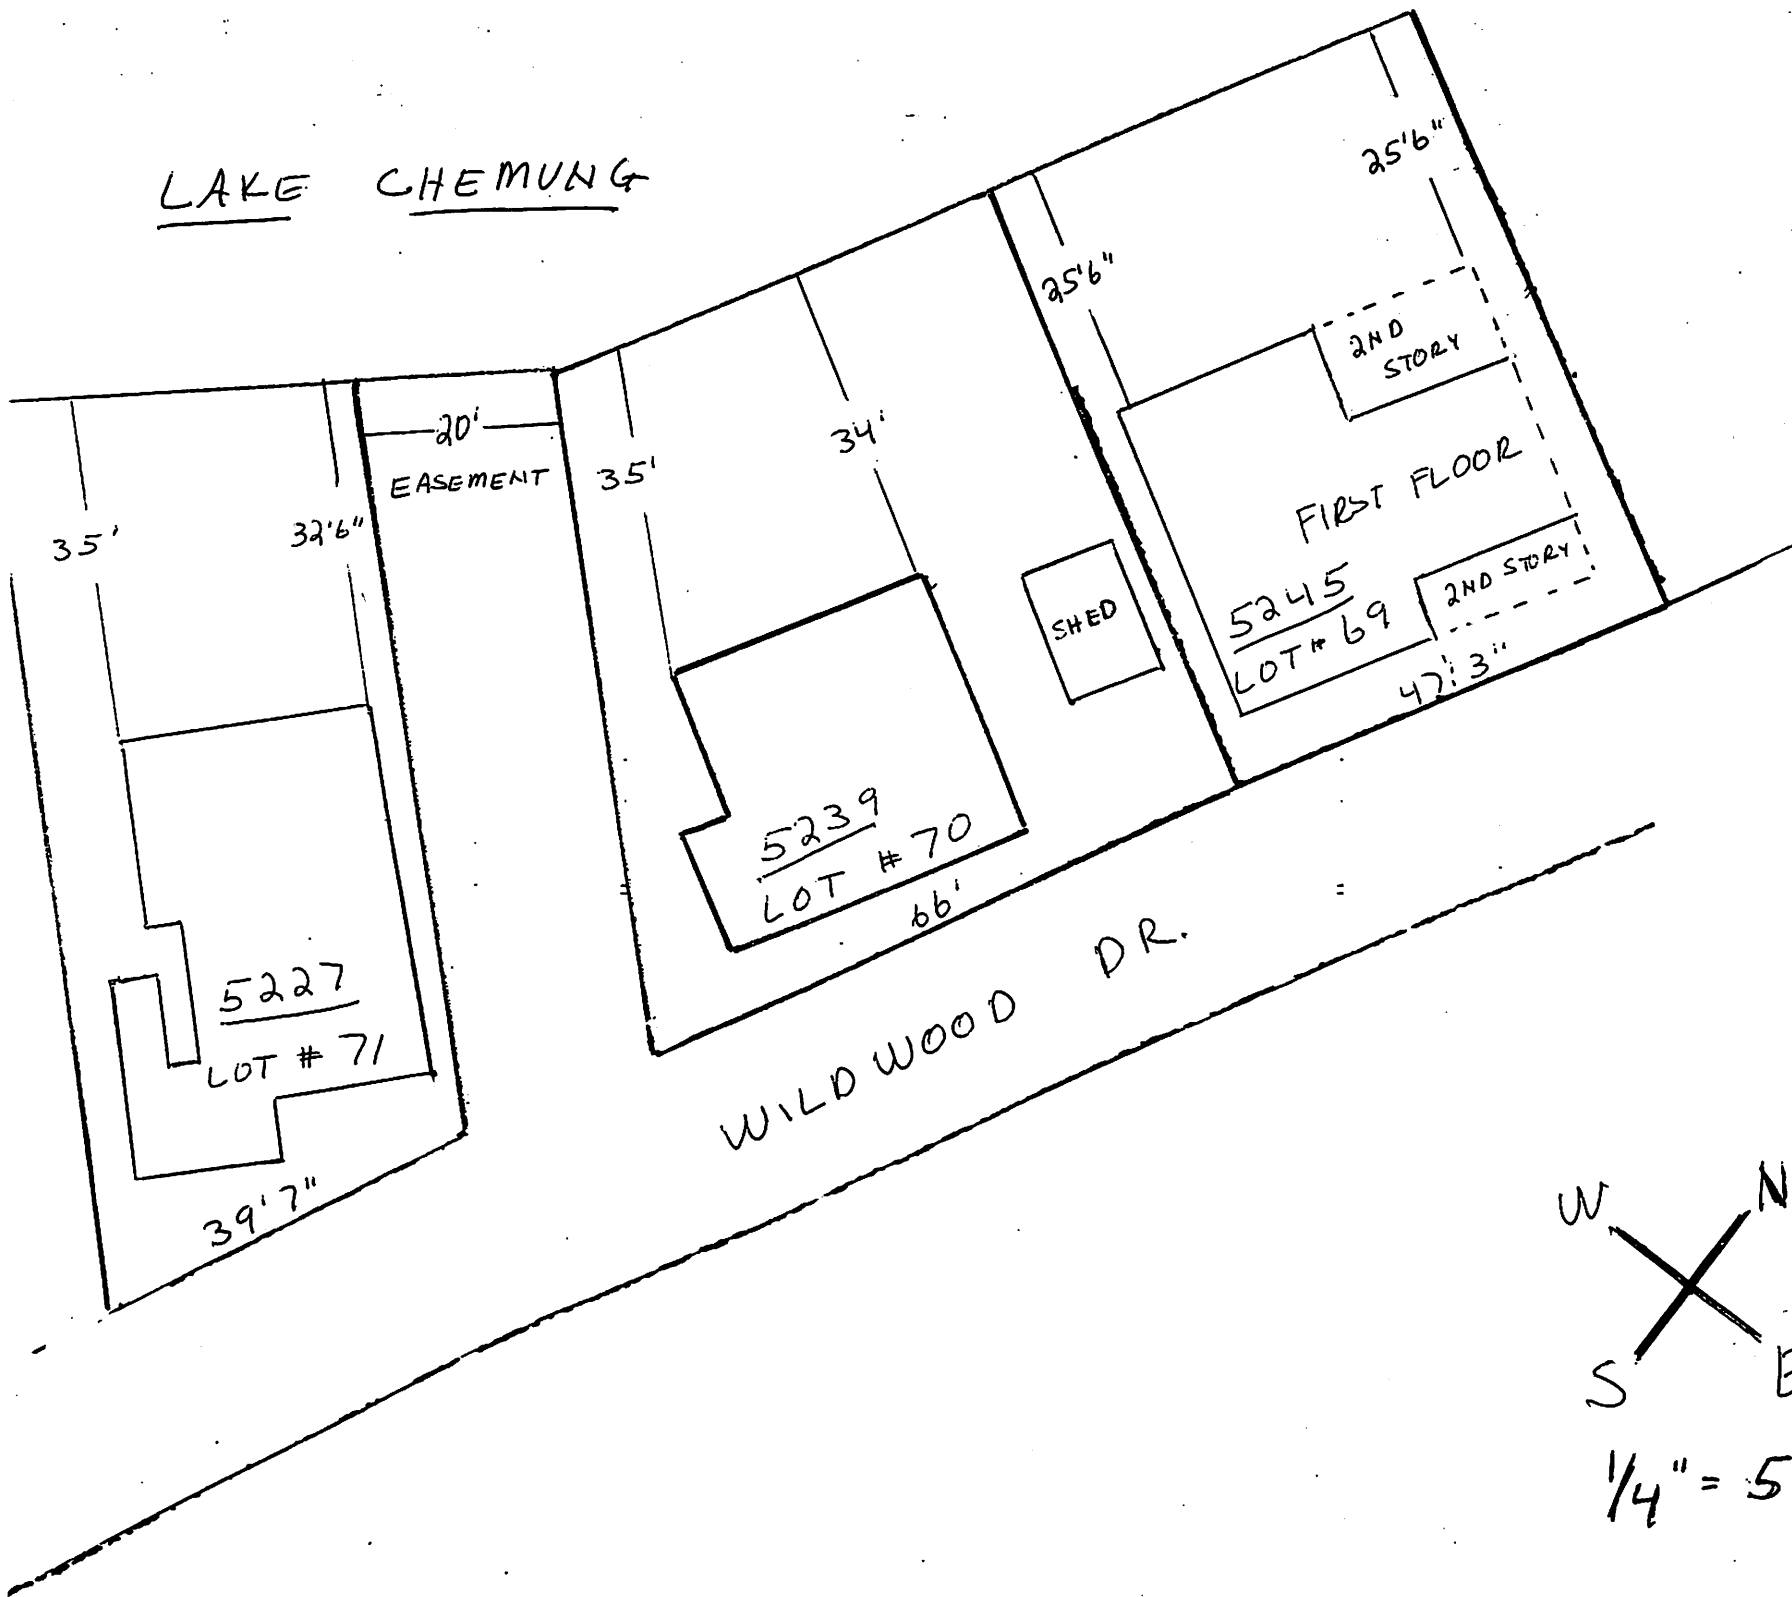 LAKE CHEMUNG
25'6"
25'6"
2ND
STORY
20'
EASEMENT
35'
34'
35'
32'6"
FIRST FLOOR
2ND STORY
SHED
5245
LOT # 69
47' 3"
5239
LOT # 70
66'
5227
LOT # 71
39'7"
WILDWOOD DR.
W N
S E
1/4" = 5